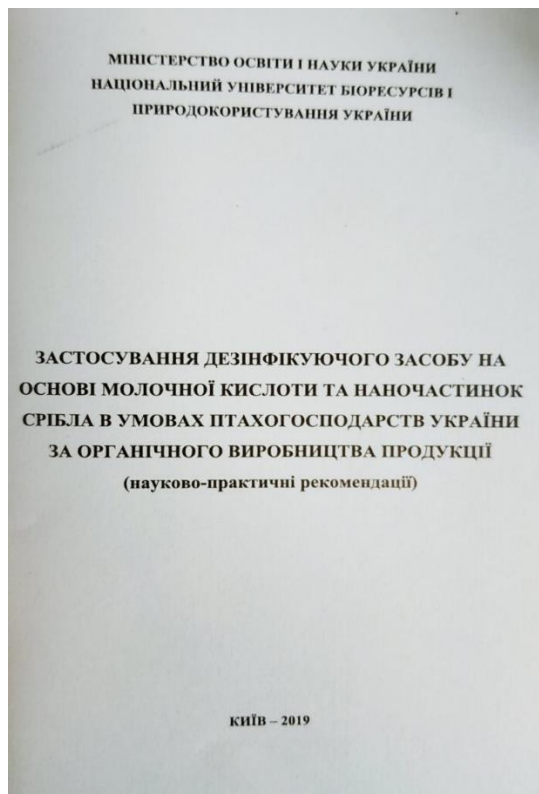 МІНІСТЕРСТВО ОСВІТИ І НАУКИ УКРАЇНИ
НАЦІОНАЛЬНИЙ УНІВЕРСИТЕТ БІОРЕСУРСІВ І
ПРИРОДОКОРИСТУВАННЯ УКРАЇНИ
ЗАСТОСУВАННЯ ДЕЗІНФІКУЮЧОГО ЗАСОБУ НА
ОСНОВІ МОЛОЧНОЇ КИСЛОТИ ТА НАНОЧАСТИНОК
СРІБЛА В УМОВАХ ПТАХОГОСПОДАРСТВ УКРАЇНИ
ЗА ОРГАНІЧНОГО ВИРОБНИЦТВА ПРОДУКЦІЇ
(науково-практичні рекомендації)
КИЇВ – 2019